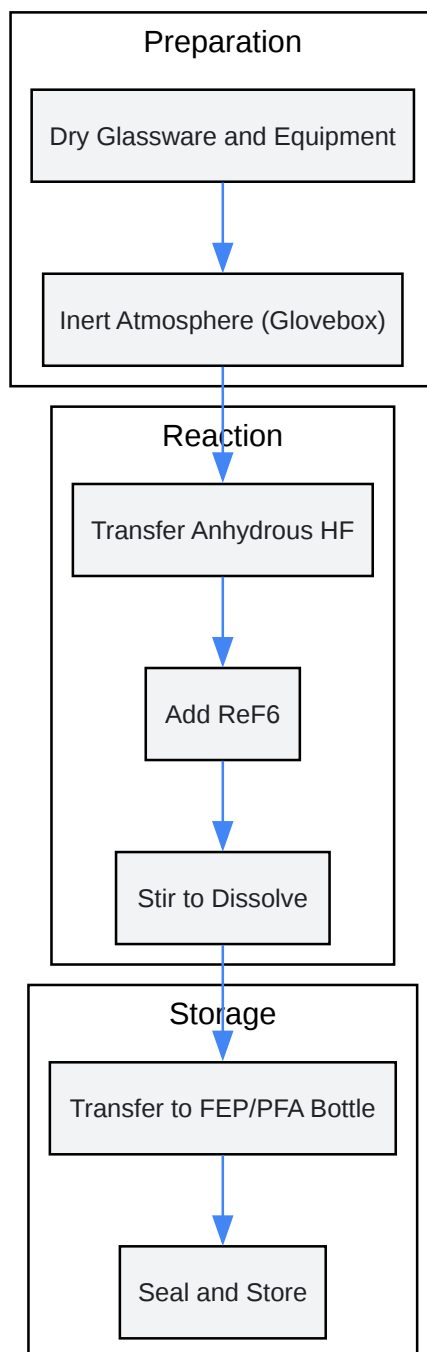 Preparation
Dry Glassware and Equipment
Inert Atmosphere (Glovebox)
Reaction
Transfer Anhydrous HF
Add ReF6
Stir to Dissolve
Storage
Transfer to FEP/PFA Bottle
Seal and Store